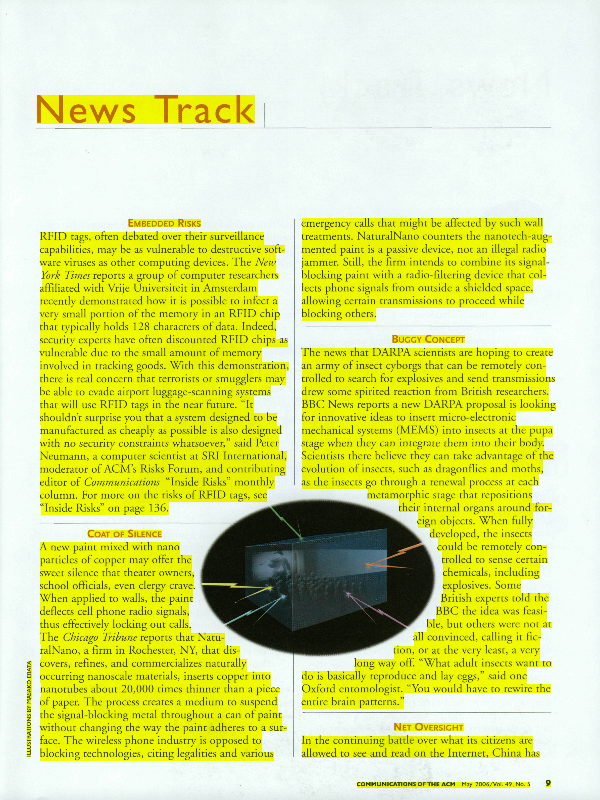 News Track
EMBEDDED RISKS
RFID tags, often debated over their surveillance
capabilities, may be as vulnerable to destructive soft-
ware viruses as other computing devices. The New
York Times reports a group of computer researchers
affiliated with Vrije Universiteit in Amsterdam
recently demonstrated how it is possible to infect a
very small portion of the memory in an RFID chip
that typically holds 128 characters of data. Indeed,
security experts have often discounted RFID chips as
vulnerable due to the small amount of memory
involved in tracking goods. With this demonstration,
there is real concern that terrorists or smugglers may
be able to evade airport luggage-scanning systems
that will use RFID tags in the near future. "It
shouldn't surprise you that a system designed to be
manufactured as cheaply as possible is also designed
with no security constraints whatsoever," said Peter
Neumann, a computer scientist at SRI International,
moderator of ACM's Risks Forum, and contributing
editor of Communications "Inside Risks" monthly
column. For more on the risks of RFID tags, see
"Inside Risks" on page 136.
COAT OF SILENCE
A new paint mixed with nano
particles of copper may offer the
sweet silence that theater owners,
school officials, even clergy crave.
When applied to walls, the paint
deflects cell phone radio signals,
thus effectively locking out calls.
The Chicago Tribune reports that Natu-
ralNano, a firm in Rochester, NY, that dis-
covers, refines, and commercializes naturally
occurring nanoscale materials, inserts copper into
nanotubes about 20,000 times thinner than a piece
of paper. The process creates a medium to suspend
the signal-blocking metal throughout a can of paint
without changing the way the paint adheres to a sur-
face. The wireless phone industry is opposed to
blocking technologies, citing legalities and various
emergency calls that might be affected by such wall
treatments. NaturalNano counters the nanotech-aug-
mented paint is a passive device, not an illegal radio
jammer. Still, the firm intends to combine its signal-
blocking paint with a radio-filtering device that col-
lects phone signals from outside a shielded space,
allowing certain transmissions to proceed while
blocking others.
BUGGY CONCEPT
The news that DARPA scientists are hoping to create
an army of insect cyborgs that can be remotely con-
trolled to search for explosives and send transmissions
drew some spirited reaction from British researchers.
BBC News reports a new DARPA proposal is looking
for innovative ideas to insert micro-electronic
mechanical systems (MEMS) into insects at the pupa
stage when they can integrate them into their body.
Scientists there believe they can take advantage of the
evolution of insects, such as dragonflies and moths,
as the insects go through a renewal process at each
metamorphic stage that repositions
their internal organs around for-
eign objects. When fully
developed, the insects
could be remotely con-
trolled to sense certain
chemicals, including
explosives. Some
British experts told the
BBC the idea was feasi-
ble, but others were not at
all convinced, calling it fic-
tion, or at the very least, a very
long way off. "What adult insects want to
do is basically reproduce and lay eggs," said one
Oxford entomologist. "You would have to rewire the
entire brain patterns."
NET OVERSIGHT
In the continuing battle over what its citizens are
allowed to see and read on the Internet, China has
ILLUSTRATIONS BY MASAKO EBATA
COMMUNICATIONS OF THE ACM May 2006/Vol. 49, No. 5 9